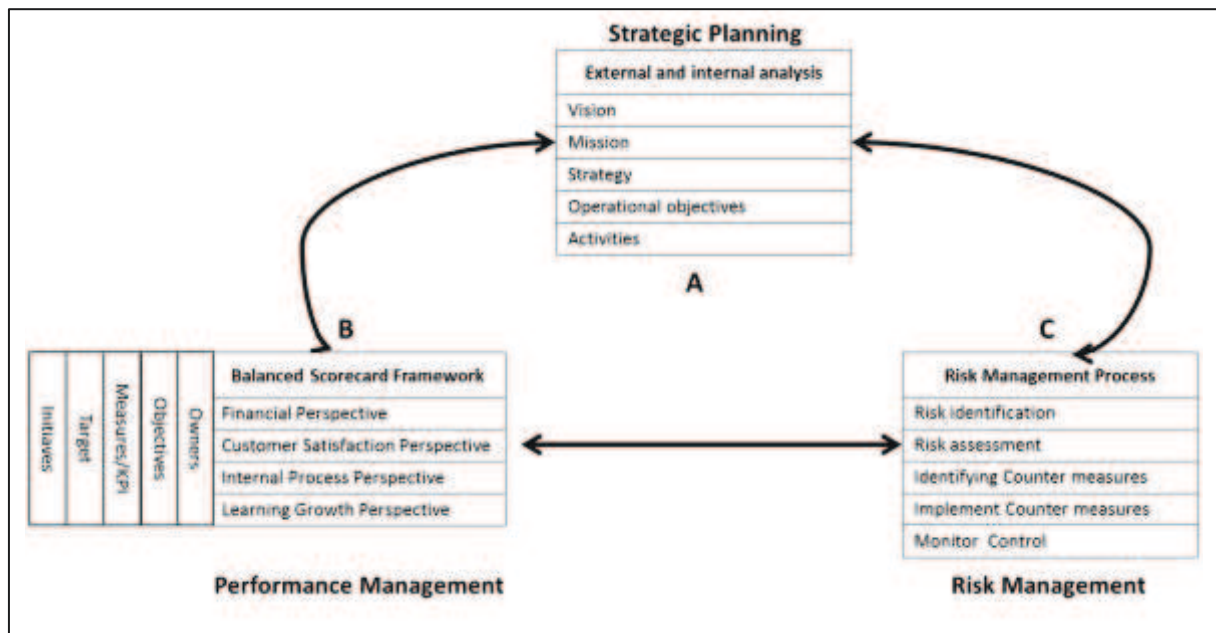 Strategic Planning
External and internal analysis
Vision
Mission
Strategy
Operational objectives
Activities
A
B
C
Initiaves
Target
Measures/KPI
Objectives
Owners
Balanced Scorecard Framework
Financial Perspective
Customer Satisfaction Perspective
Internal Process Perspective
Learning Growth Perspective
Risk Management Process
Risk identification
Risk assessment
Identifying Counter measures
Implement Counter measures
Monitor Control
Performance Management
Risk Management